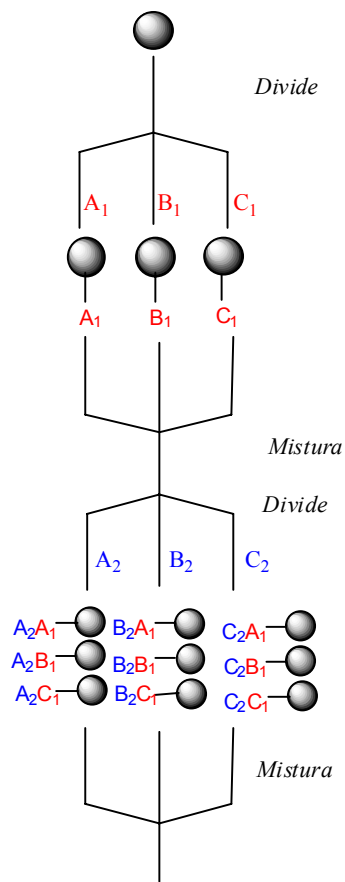 Divide
A₁ B₁ C₁
A₁ B₁ C₁
Mistura
Divide
A₂ B₂ C₂
A₂A₁ B₂A₁ C₂A₁
A₂B₁ B₂B₁ C₂B₁
A₂C₁ B₂C₁ C₂C₁
Mistura